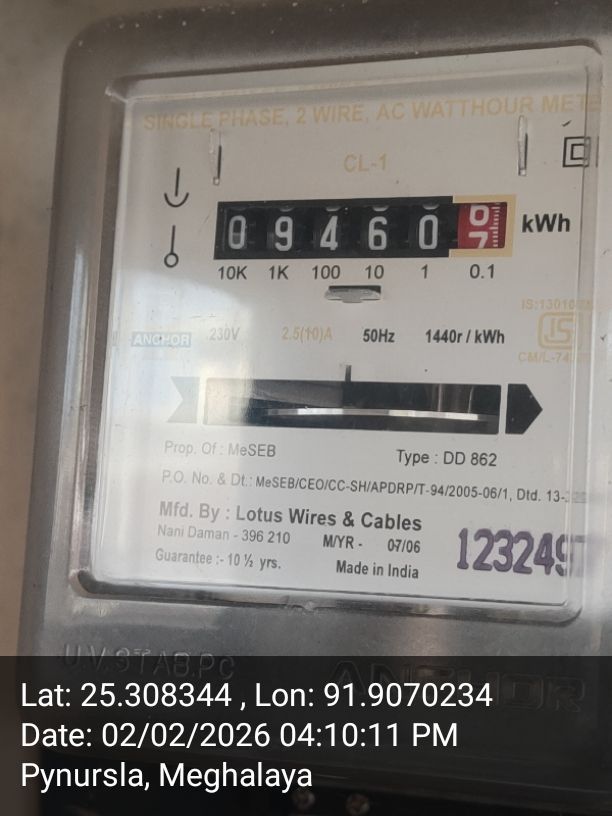 SINGLE PHASE, 2 WIRE, AC WATTHOUR
CL-1
0 9 4 6 0 kWh
10K 1K 100 10 1 0.1
ANCHOR 230V 2.5(10)A 50Hz 1440r / kWh
Prop. Of : MeSEB Type : DD 862
P.O. No. & Dt.: MeSEB/CEO/CC-SH/APDRP/T-94/2005-06/1, Dtd. 13-
Mfd. By : Lotus Wires & Cables
Nani Daman - 396 210 M/YR - 07/06
Guarantee :- 10 ½ yrs. Made in India
U.V.STAB.PC ANCHOR
Lat: 25.308344 , Lon: 91.9070234
Date: 02/02/2026 04:10:11 PM
Pynursla, Meghalaya